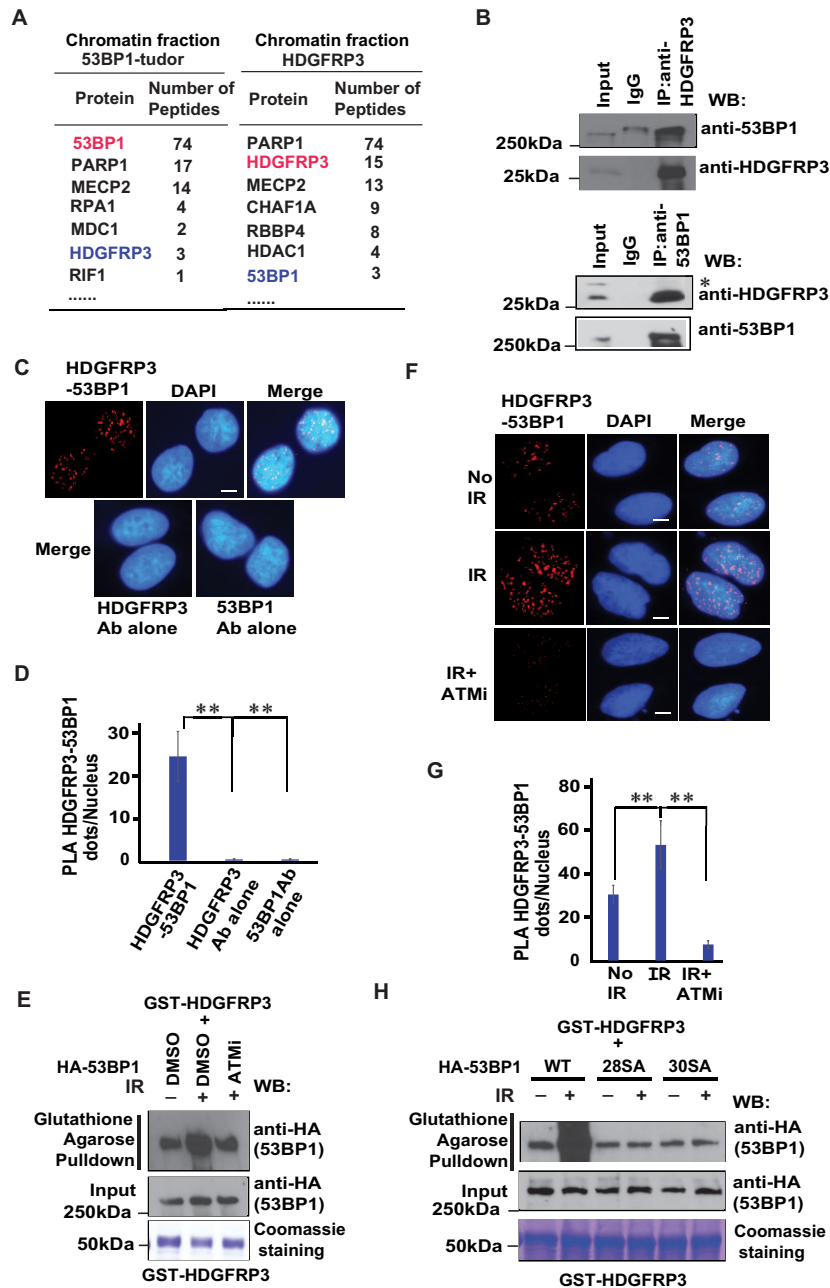 A
Chromatin fraction
53BP1-tudor
Chromatin fraction
HDGFRP3
Protein Number of Peptides
Protein Number of Peptides
53BP1 74 PARP1 74
PARP1 17 HDGFRP3 15
MECP2 14 MECP2 13
RPA1 4 CHAF1A 9
MDC1 2 RBBP4 8
HDGFRP3 3 HDAC1 4
RIF1 1 53BP1 3
...... ......
B
Input
IgG
IP:anti-
HDGFRP3
WB:
250kDa
anti-53BP1
25kDa
anti-HDGFRP3
Input
IgG
IP:anti-
53BP1
WB:
*
25kDa
anti-HDGFRP3
250kDa
anti-53BP1
C
HDGFRP3
-53BP1
DAPI
Merge
Merge
HDGFRP3
Ab alone
53BP1
Ab alone
D
PLA HDGFRP3-53BP1
dots/Nucleus
30
20
10
0
** **
HDGFRP3
-53BP1
HDGFRP3
Ab alone
53BP1Ab
alone
E
GST-HDGFRP3
+
HA-53BP1
DMSO
DMSO
ATMi
IR – + +
WB:
Glutathione
Agarose
Pulldown
anti-HA
(53BP1)
Input
250kDa
anti-HA
(53BP1)
50kDa
Coomassie
staining
GST-HDGFRP3
F
HDGFRP3
-53BP1
DAPI
Merge
No
IR
IR
IR+
ATMi
G
PLA HDGFRP3-53BP1
dots/Nucleus
80
60
40
20
0
** **
No
IR
IR
IR+
ATMi
H
GST-HDGFRP3
+
HA-53BP1 WT 28SA 30SA
IR – + – + – +
WB:
Glutathione
Agarose
Pulldown
anti-HA
(53BP1)
Input
250kDa
anti-HA
(53BP1)
50kDa
Coomassie
staining
GST-HDGFRP3